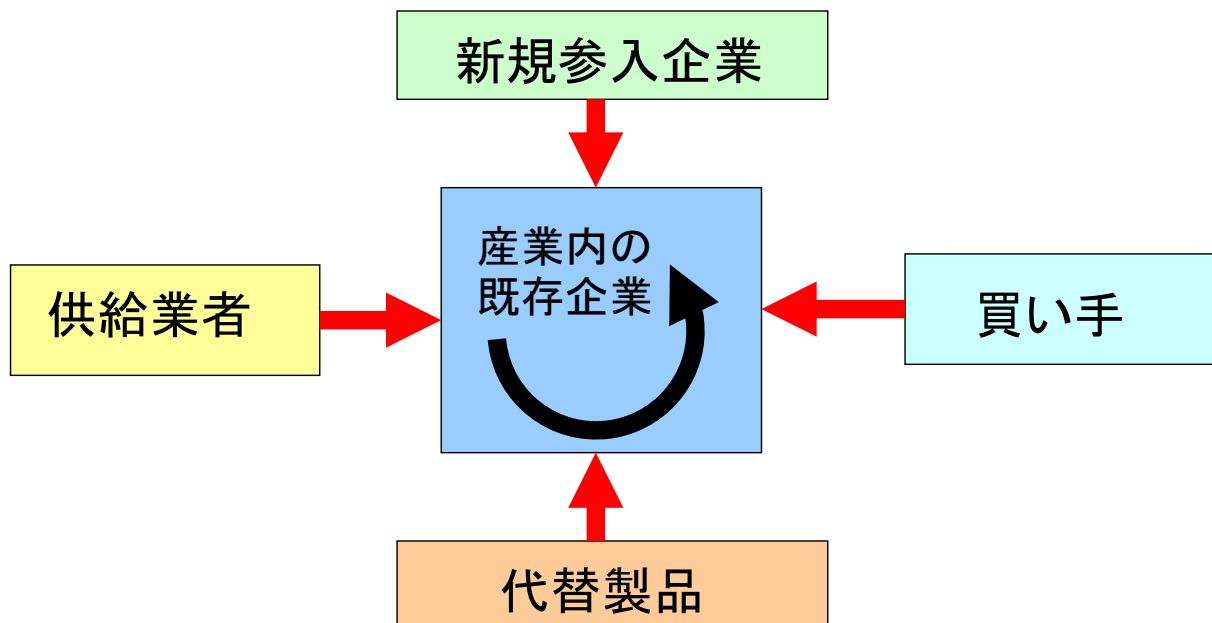 新規参入企業
産業内の
既存企業
供給業者
買い手
代替製品